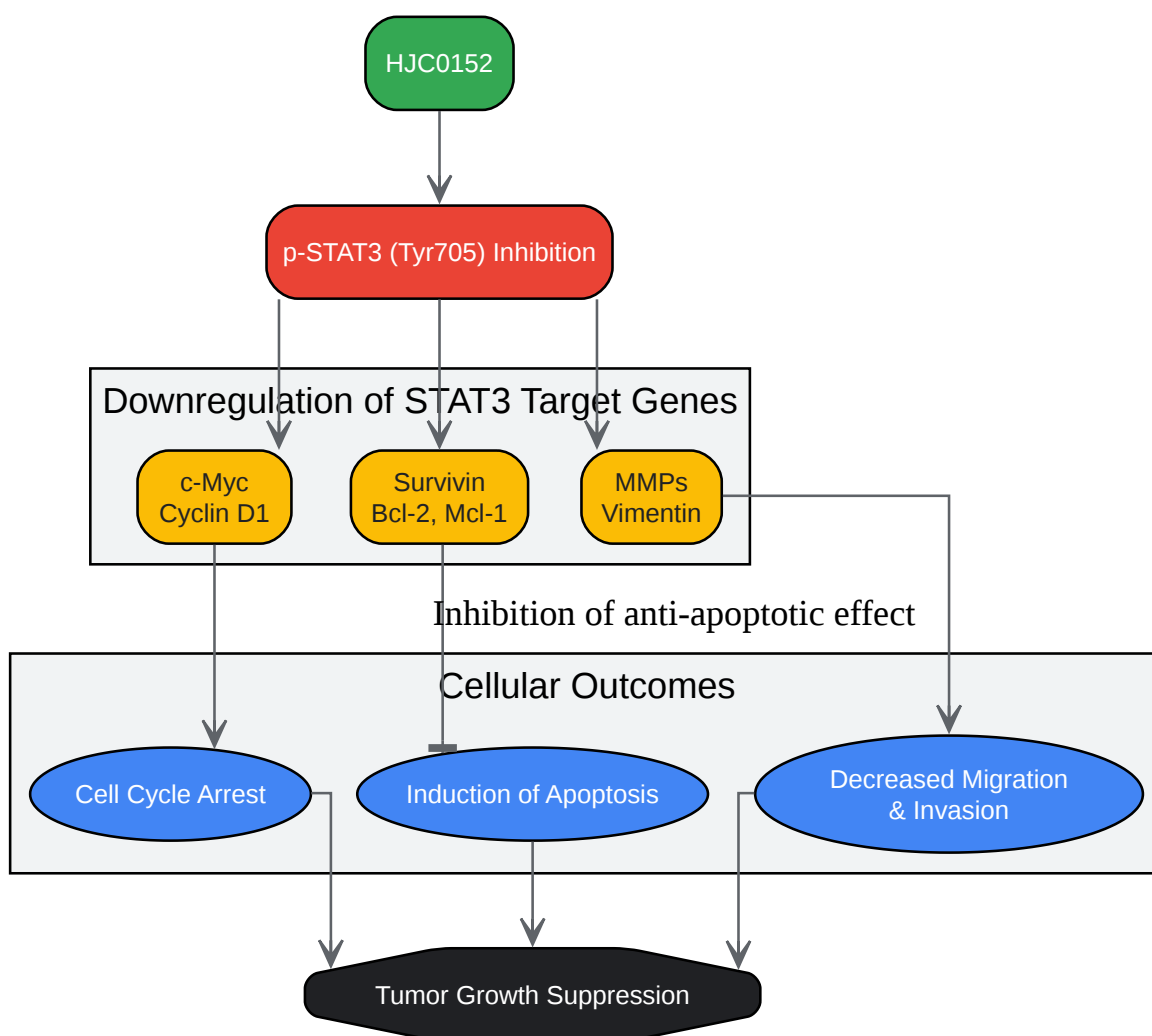 HJC0152
p-STAT3 (Tyr705) Inhibition
Downregulation of STAT3 Target Genes
c-Myc
Cyclin D1
Survivin
Bcl-2, Mcl-1
MMPs
Vimentin
Inhibition of anti-apoptotic effect
Cellular Outcomes
Cell Cycle Arrest
Induction of Apoptosis
Decreased Migration
& Invasion
Tumor Growth Suppression